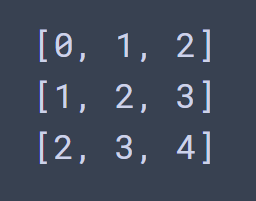 [0, 1, 2]
[1, 2, 3]
[2, 3, 4]